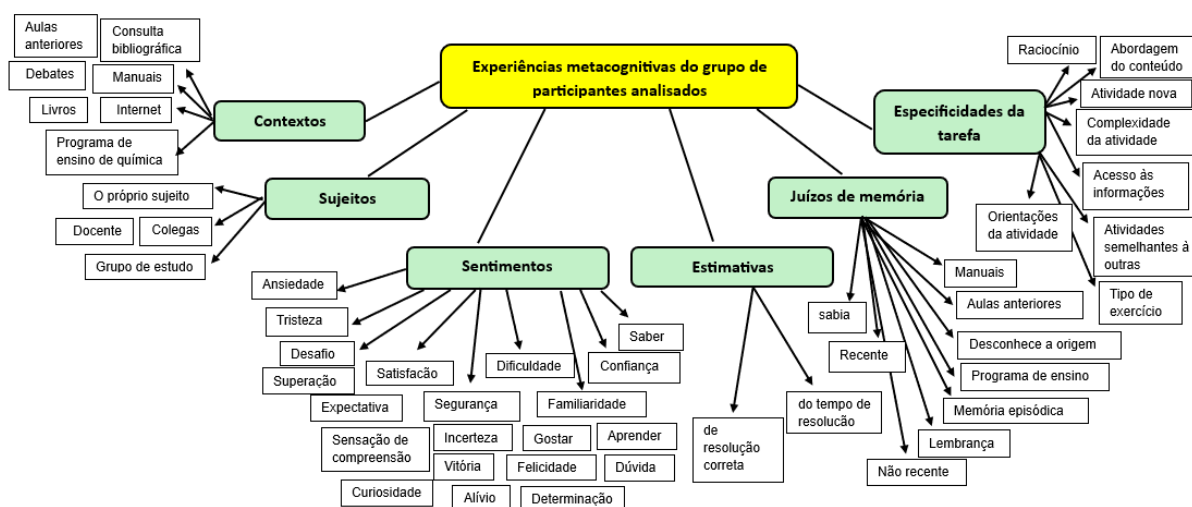 Experiências metacognitivas do grupo de
participantes analisados
Contextos
Aulas
anteriores
Consulta
bibliográfica
Debates
Manuais
Livros
Internet
Programa de
ensino de química
Sujeitos
O próprio sujeito
Docente
Colegas
Grupo de estudo
Sentimentos
Ansiedade
Tristeza
Desafio
Superação
Satisfacão
Dificuldade
Confiança
Saber
Expectativa
Segurança
Familiaridade
Sensação de
compreensão
Incerteza
Gostar
Aprender
Vitória
Felicidade
Dúvida
Curiosidade
Alívio
Determinação
Estimativas
de
resolução
correta
do tempo de
resolucão
Juízos de memória
sabia
Recente
Não recente
Lembrança
Memória episódica
Programa de ensino
Desconhece a origem
Aulas anteriores
Manuais
Especificidades da
tarefa
Raciocínio
Abordagem
do conteúdo
Atividade nova
Complexidade
da atividade
Acesso às
informações
Orientações
da atividade
Atividades
semelhantes à
outras
Tipo de
exercício